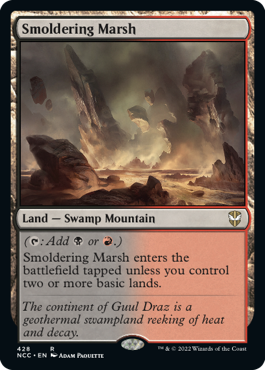 Smoldering Marsh
Land — Swamp Mountain
(: Add or .)
Smoldering Marsh enters the
battlefield tapped unless you control
two or more basic lands.
The continent of Guul Draz is a
geothermal swampland reeking of heat
and decay.
428 R
NCC • EN Adam Paquette
™ & © 2022 Wizards of the Coast